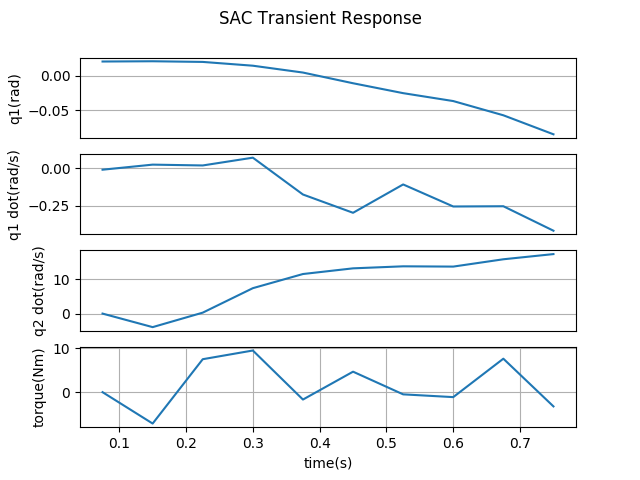 SAC Transient Response
q1(rad)
0.00
−0.05
q1 dot(rad/s)
0.00
−0.25
q2 dot(rad/s)
10
0
torque(Nm)
10
0
0.1 0.2 0.3 0.4 0.5 0.6 0.7
time(s)